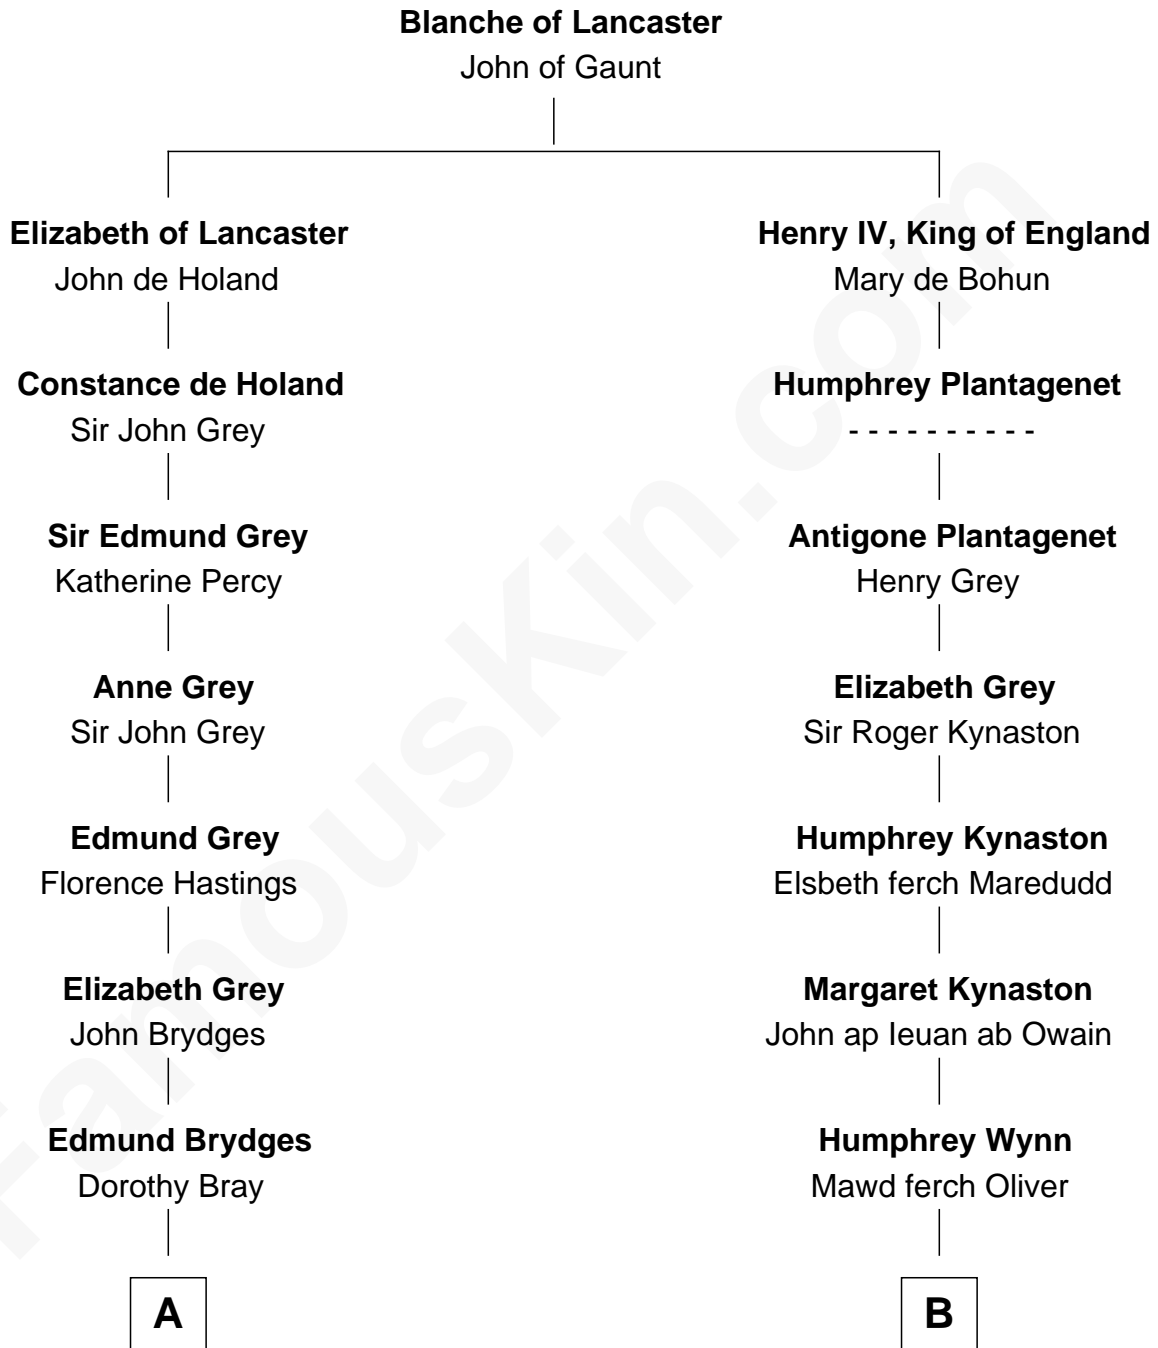 Blanche of Lancaster
John of Gaunt
Elizabeth of Lancaster
John de Holand
Henry IV, King of England
Mary de Bohun
Constance de Holand
Sir John Grey
Humphrey Plantagenet
- - - - - - - - - -
Sir Edmund Grey
Katherine Percy
Antigone Plantagenet
Henry Grey
Anne Grey
Sir John Grey
Elizabeth Grey
Sir Roger Kynaston
Edmund Grey
Florence Hastings
Humphrey Kynaston
Elsbeth ferch Maredudd
Elizabeth Grey
John Brydges
Margaret Kynaston
John ap Ieuan ab Owain
Edmund Brydges
Dorothy Bray
Humphrey Wynn
Mawd ferch Oliver
A
B
FamousKin.com